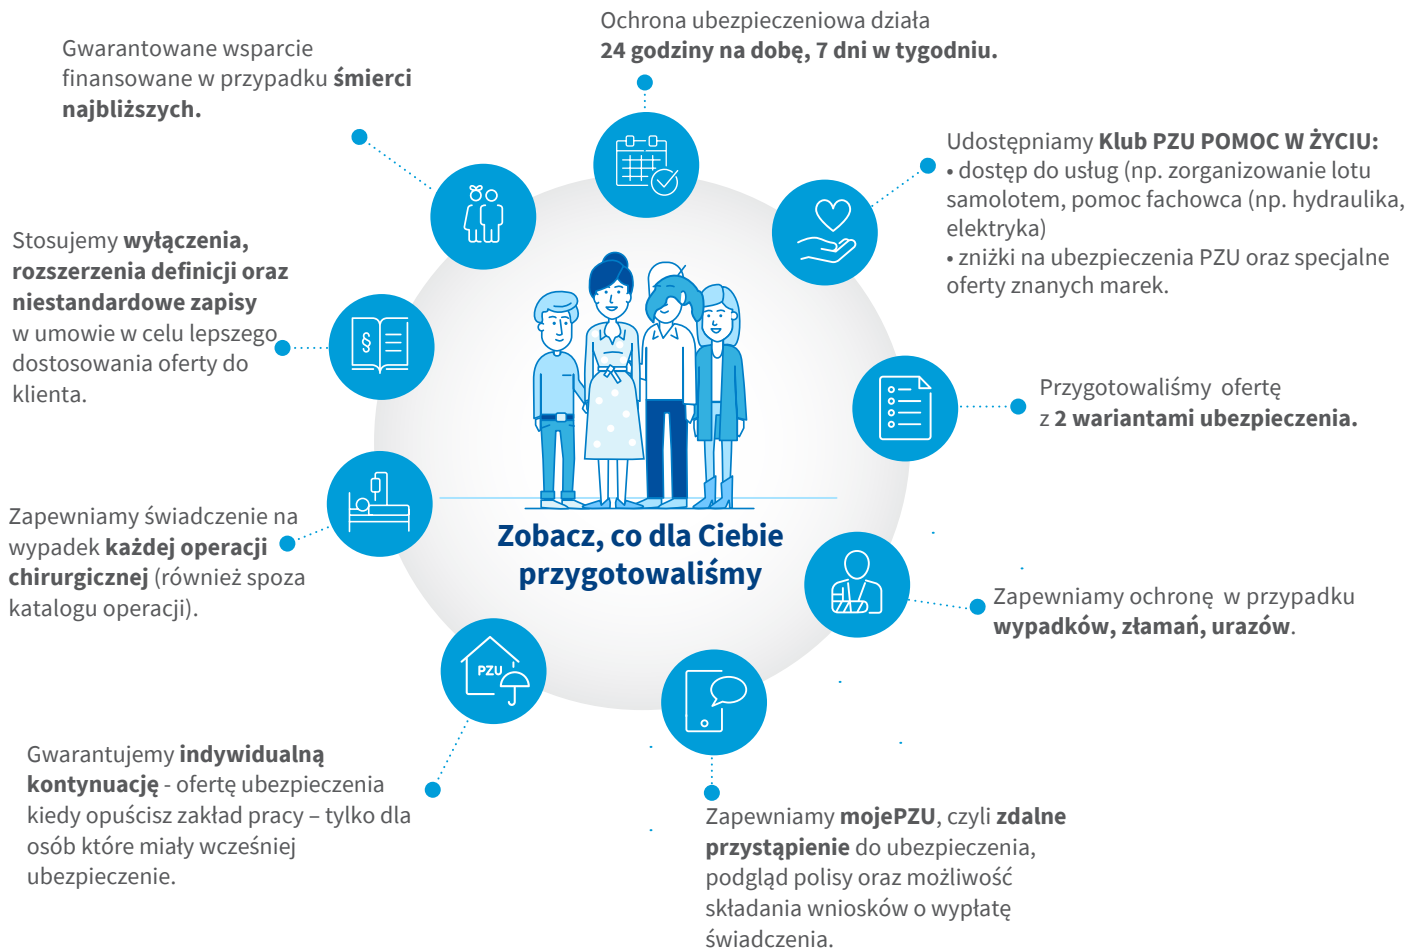 Ochrona ubezpieczeniowa działa
24 godziny na dobę, 7 dni w tygodniu.
Gwarantowane wsparcie
finansowane w przypadku śmierci
najbliższych.
Udostępniamy Klub PZU POMOC W ŻYCIU:
• dostęp do usług (np. zorganizowanie lotu
samolotem, pomoc fachowca (np. hydraulika,
elektryka)
• zniżki na ubezpieczenia PZU oraz specjalne
oferty znanych marek.
Stosujemy wyłączenia,
rozszerzenia definicji oraz
niestandardowe zapisy
w umowie w celu lepszego
dostosowania oferty do
klienta.
§
Przygotowaliśmy ofertę
z 2 wariantami ubezpieczenia.
Zobacz, co dla Ciebie
przygotowaliśmy
Zapewniamy świadczenie na
wypadek każdej operacji
chirurgicznej (również spoza
katalogu operacji).
Zapewniamy ochronę w przypadku
wypadków, złamań, urazów.
PZU
Gwarantujemy indywidualną
kontynuację - ofertę ubezpieczenia
kiedy opuścisz zakład pracy – tylko dla
osób które miały wcześniej
ubezpieczenie.
Zapewniamy mojePZU, czyli zdalne
przystąpienie do ubezpieczenia,
podgląd polisy oraz możliwość
składania wniosków o wypłatę
świadczenia.